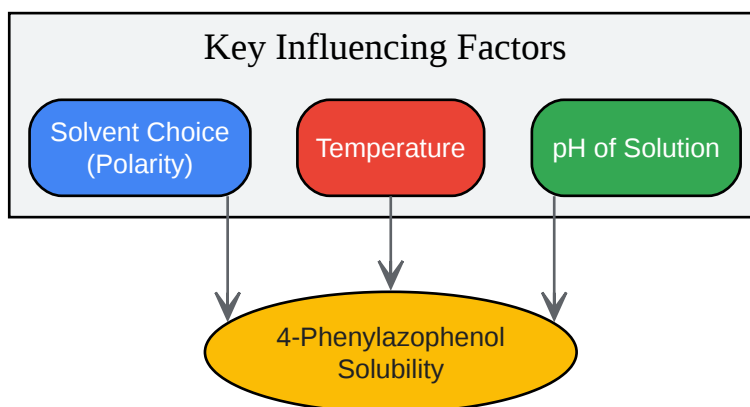 Key Influencing Factors
Solvent Choice
(Polarity)
Temperature
pH of Solution
4-Phenylazophenol
Solubility